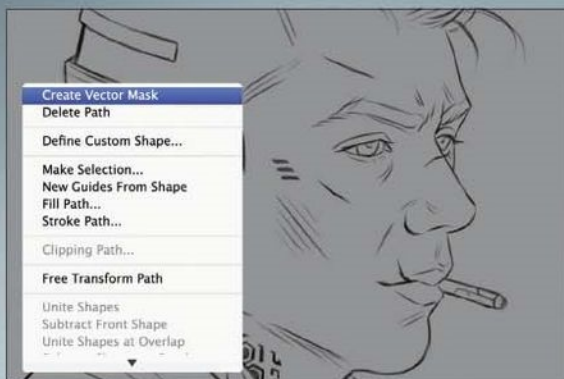 Create Vector Mask
Delete Path
Define Custom Shape...
Make Selection...
New Guides From Shape
Fill Path...
Stroke Path...
Clipping Path...
Free Transform Path
Unite Shapes
Subtract Front Shape
Unite Shapes at Overlap